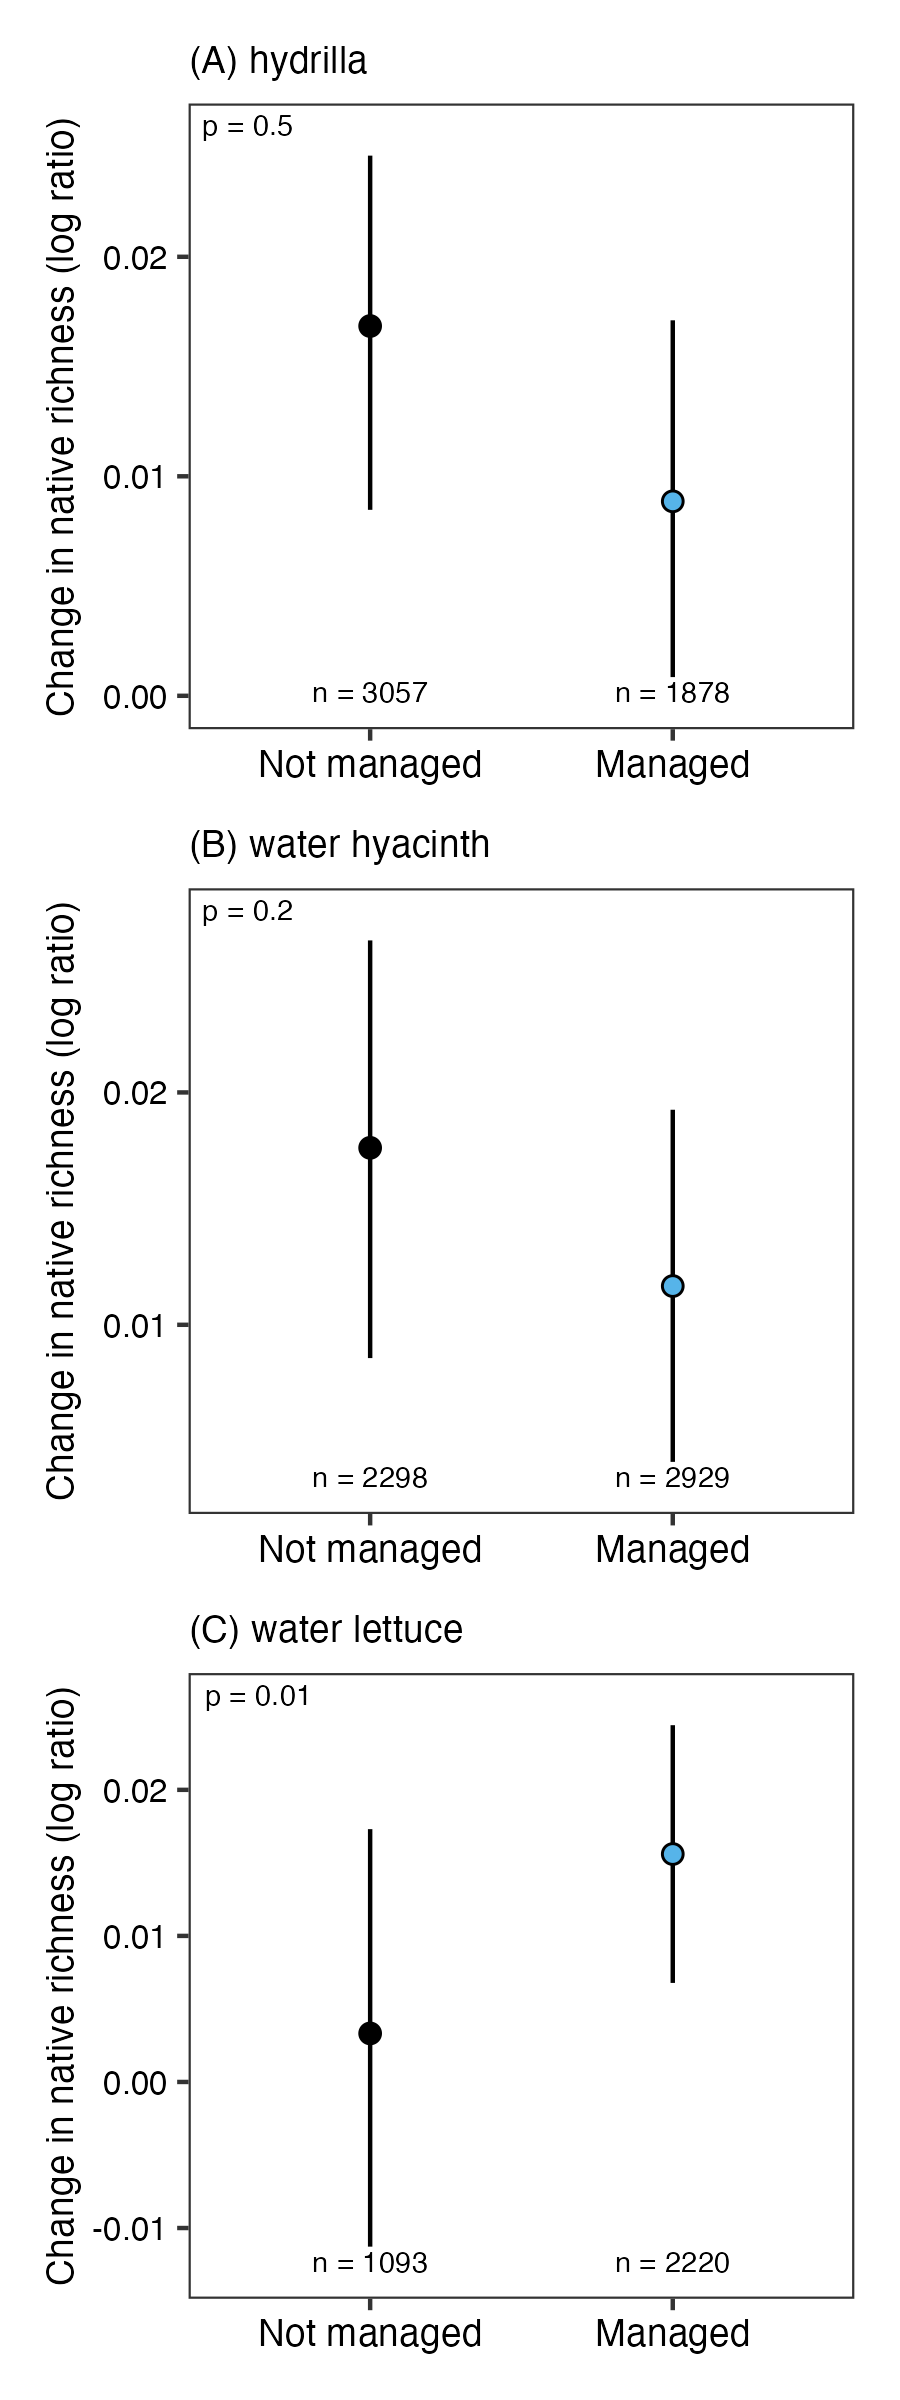 (A) hydrilla
p = 0.5
Change in native richness (log ratio)
0.02
0.01
0.00
n = 3057
n = 1878
Not managed
Managed
(B) water hyacinth
p = 0.2
Change in native richness (log ratio)
0.02
0.01
n = 2298
n = 2929
Not managed
Managed
(C) water lettuce
p = 0.01
Change in native richness (log ratio)
0.02
0.01
0.00
-0.01
n = 1093
n = 2220
Not managed
Managed